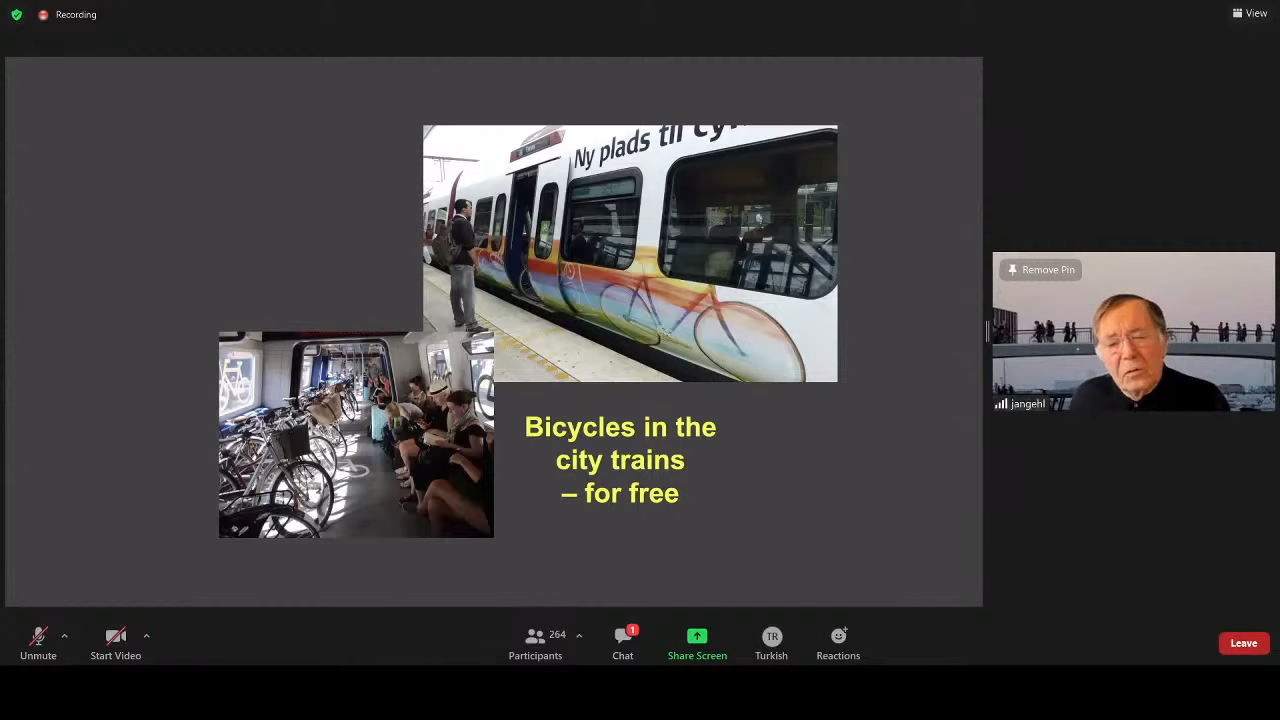 Recording
View
Ny plads til
Bicycles in the
city trains
– for free
Remove Pin
jangehl
Unmute
Start Video
264
Participants
1
Chat
Share Screen
TR
Turkish
Reactions
Leave